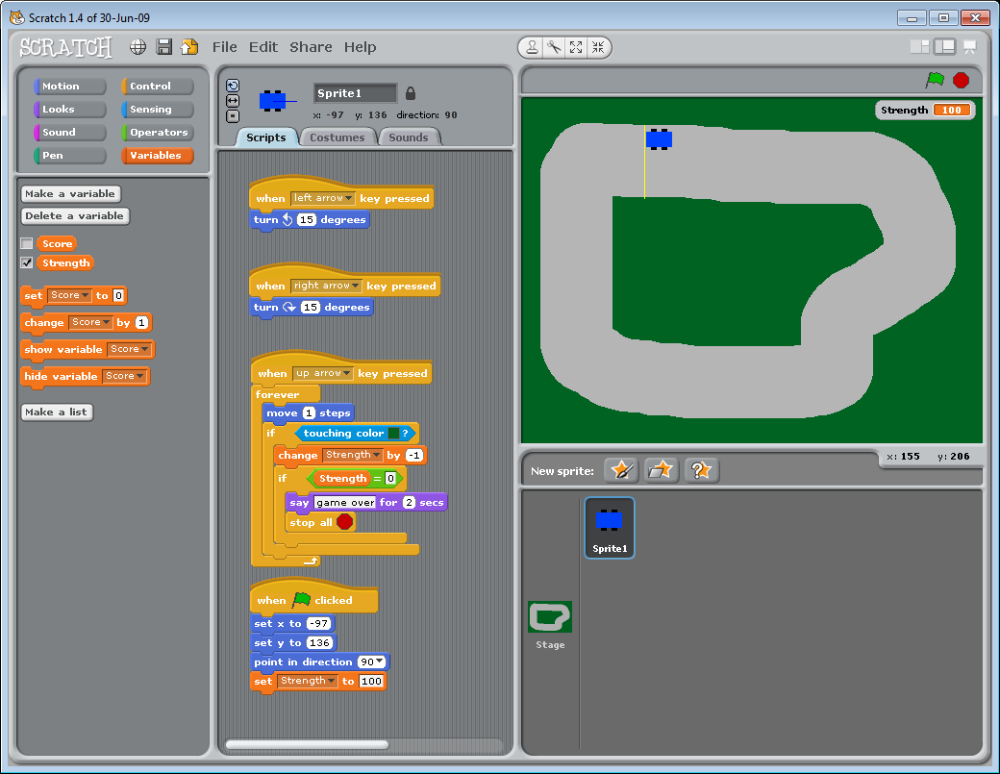 Scratch 1.4 of 30-Jun-09
SCRATCH File Edit Share Help
Motion Control
Looks Sensing
Sound Operators
Pen Variables
Make a variable
Delete a variable
Score
Strength
set Score to 0
change Score by 1
show variable Score
hide variable Score
Make a list
Sprite1
x: -97 y: 136 direction: 90
Scripts Costumes Sounds
when left arrow key pressed
turn 15 degrees
when right arrow key pressed
turn 15 degrees
when up arrow key pressed
forever
move 1 steps
if touching color ?
change Strength by -1
if Strength = 0
say game over for 2 secs
stop all
when clicked
set x to -97
set y to 136
point in direction 90
set Strength to 100
Strength 100
x: 155 y: 206
New sprite:
Sprite1
Stage